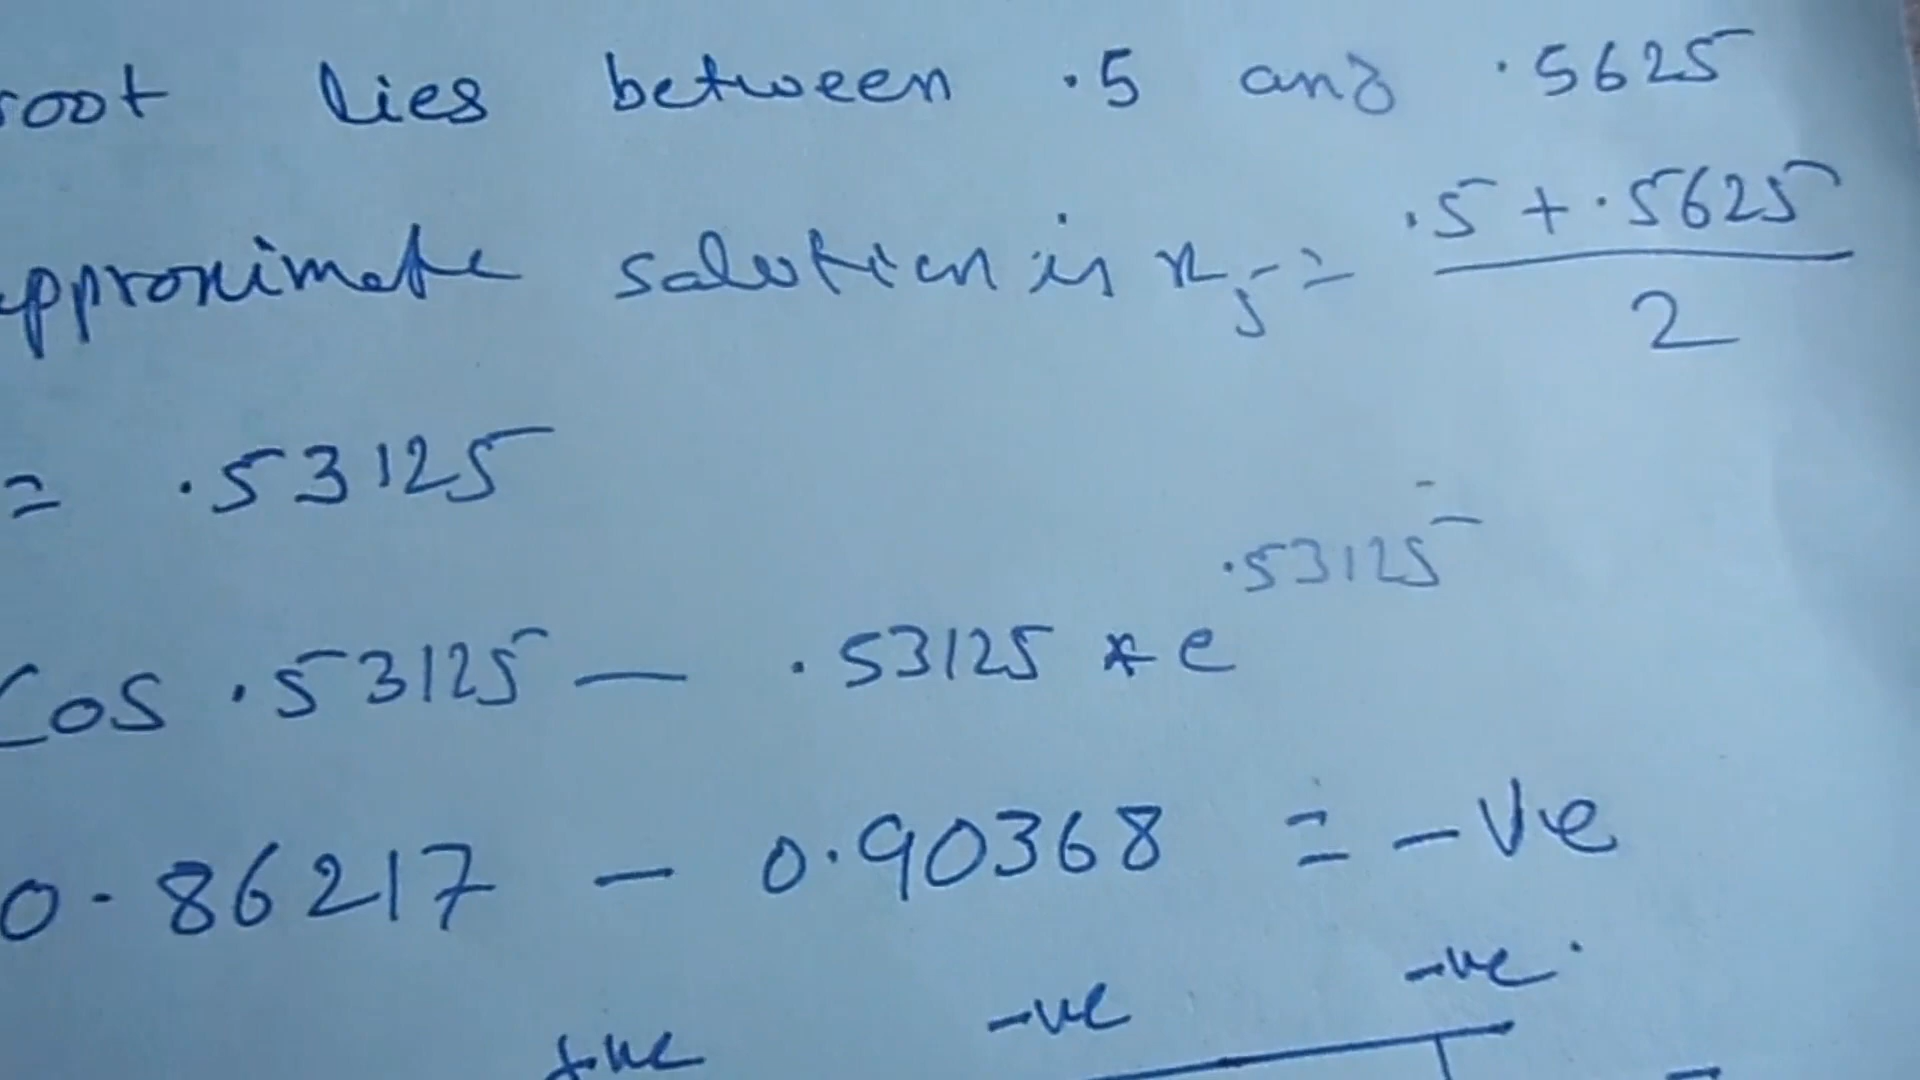 root lies between .5 and .5625
approximate solution is x5 = .5 + .5625 / 2
= .53125
Cos .53125 — .53125 * e^.53125
0.86217 - 0.90368 = -ve
+ve -ve -ve